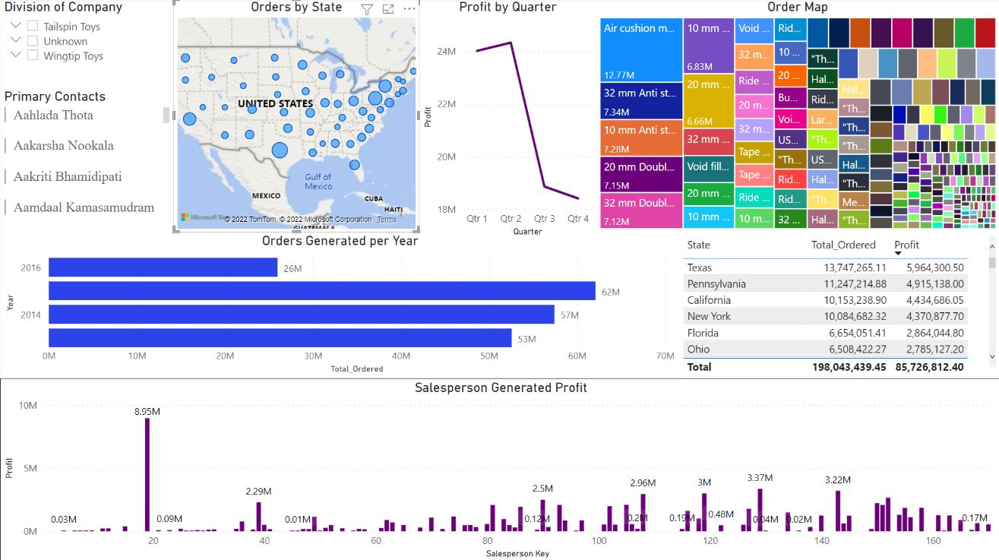 Division of Company
Tailspin Toys
Unknown
Wingtip Toys
Primary Contacts
Aahlada Thota
Aakarsha Nookala
Aakriti Bhamidipati
Aamdaal Kamasamudram
Orders by State
UNITED STATES
Gulf of
Mexico
MEXICO
CUBA
HAITI
GUATEMALA
Microsoft Bing
© 2022 TomTom, © 2022 Microsoft Corporation Terms
Profit by Quarter
Profit
24M
22M
20M
18M
Qtr 1 Qtr 2 Qtr 3 Qtr 4
Quarter
Order Map
Air cushion m...
12.77M
32 mm Anti st...
7.34M
10 mm Anti st...
7.28M
20 mm Doubl...
7.15M
32 mm Doubl...
7.12M
10 mm ...
6.83M
20 mm ...
6.66M
32 mm ...
Void fill...
20 mm ...
10 mm ...
Void ...
32 m...
Ride ...
20 m...
32 m...
Tape ...
Tape ...
Ride ...
10 m...
Rid...
10 ...
20 ...
Bu...
Voi...
US...
"Th...
Rid...
Rid...
32 ...
"Th...
Hal...
Rid...
Lar...
"Th...
US...
Hal...
"Th...
Hal...
Hal...
"Th...
"Th...
"Th...
Hal...
"Th...
Me...
"Th...
Orders Generated per Year
Year
2016
26M
62M
2014
57M
53M
0M 10M 20M 30M 40M 50M 60M 70M
Total_Ordered
State Total_Ordered Profit
Texas 13,747,265.11 5,964,300.50
Pennsylvania 11,247,214.88 4,915,138.00
California 10,153,238.90 4,434,686.05
New York 10,084,682.32 4,370,877.70
Florida 6,654,051.41 2,864,044.80
Ohio 6,508,422.27 2,785,127.20
Total 198,043,439.45 85,726,812.40
Salesperson Generated Profit
Profit
10M
5M
0M
0.03M
8.95M
0.09M
2.29M
0.01M
2.5M
0.12M
2.96M
0.2M
0.19M
3M
0.48M
3.37M
0.04M
0.02M
3.22M
0.17M
20 40 60 80 100 120 140 160
Salesperson Key